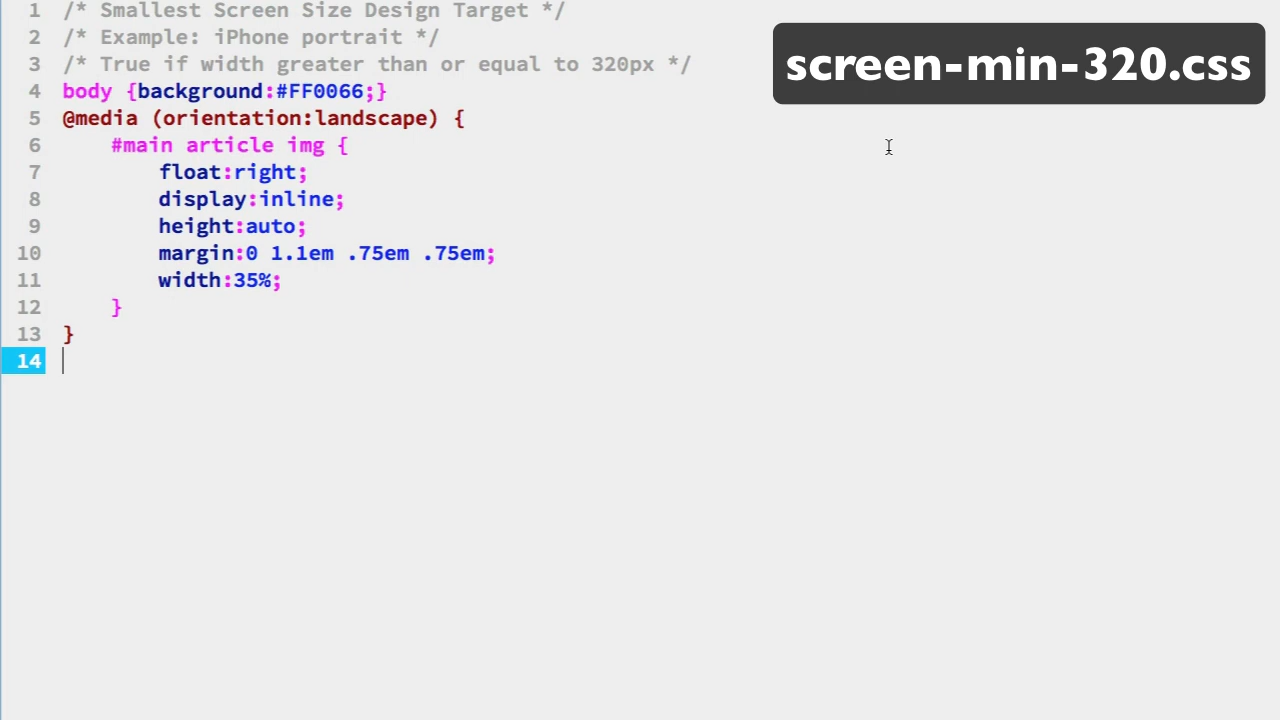 1 /* Smallest Screen Size Design Target */
2 /* Example: iPhone portrait */
3 /* True if width greater than or equal to 320px */
screen-min-320.css
4 body {background:#FF0066;}
5 @media (orientation:landscape) {
6 #main article img {
7 float:right;
8 display:inline;
9 height:auto;
10 margin:0 1.1em .75em .75em;
11 width:35%;
12 }
13 }
14